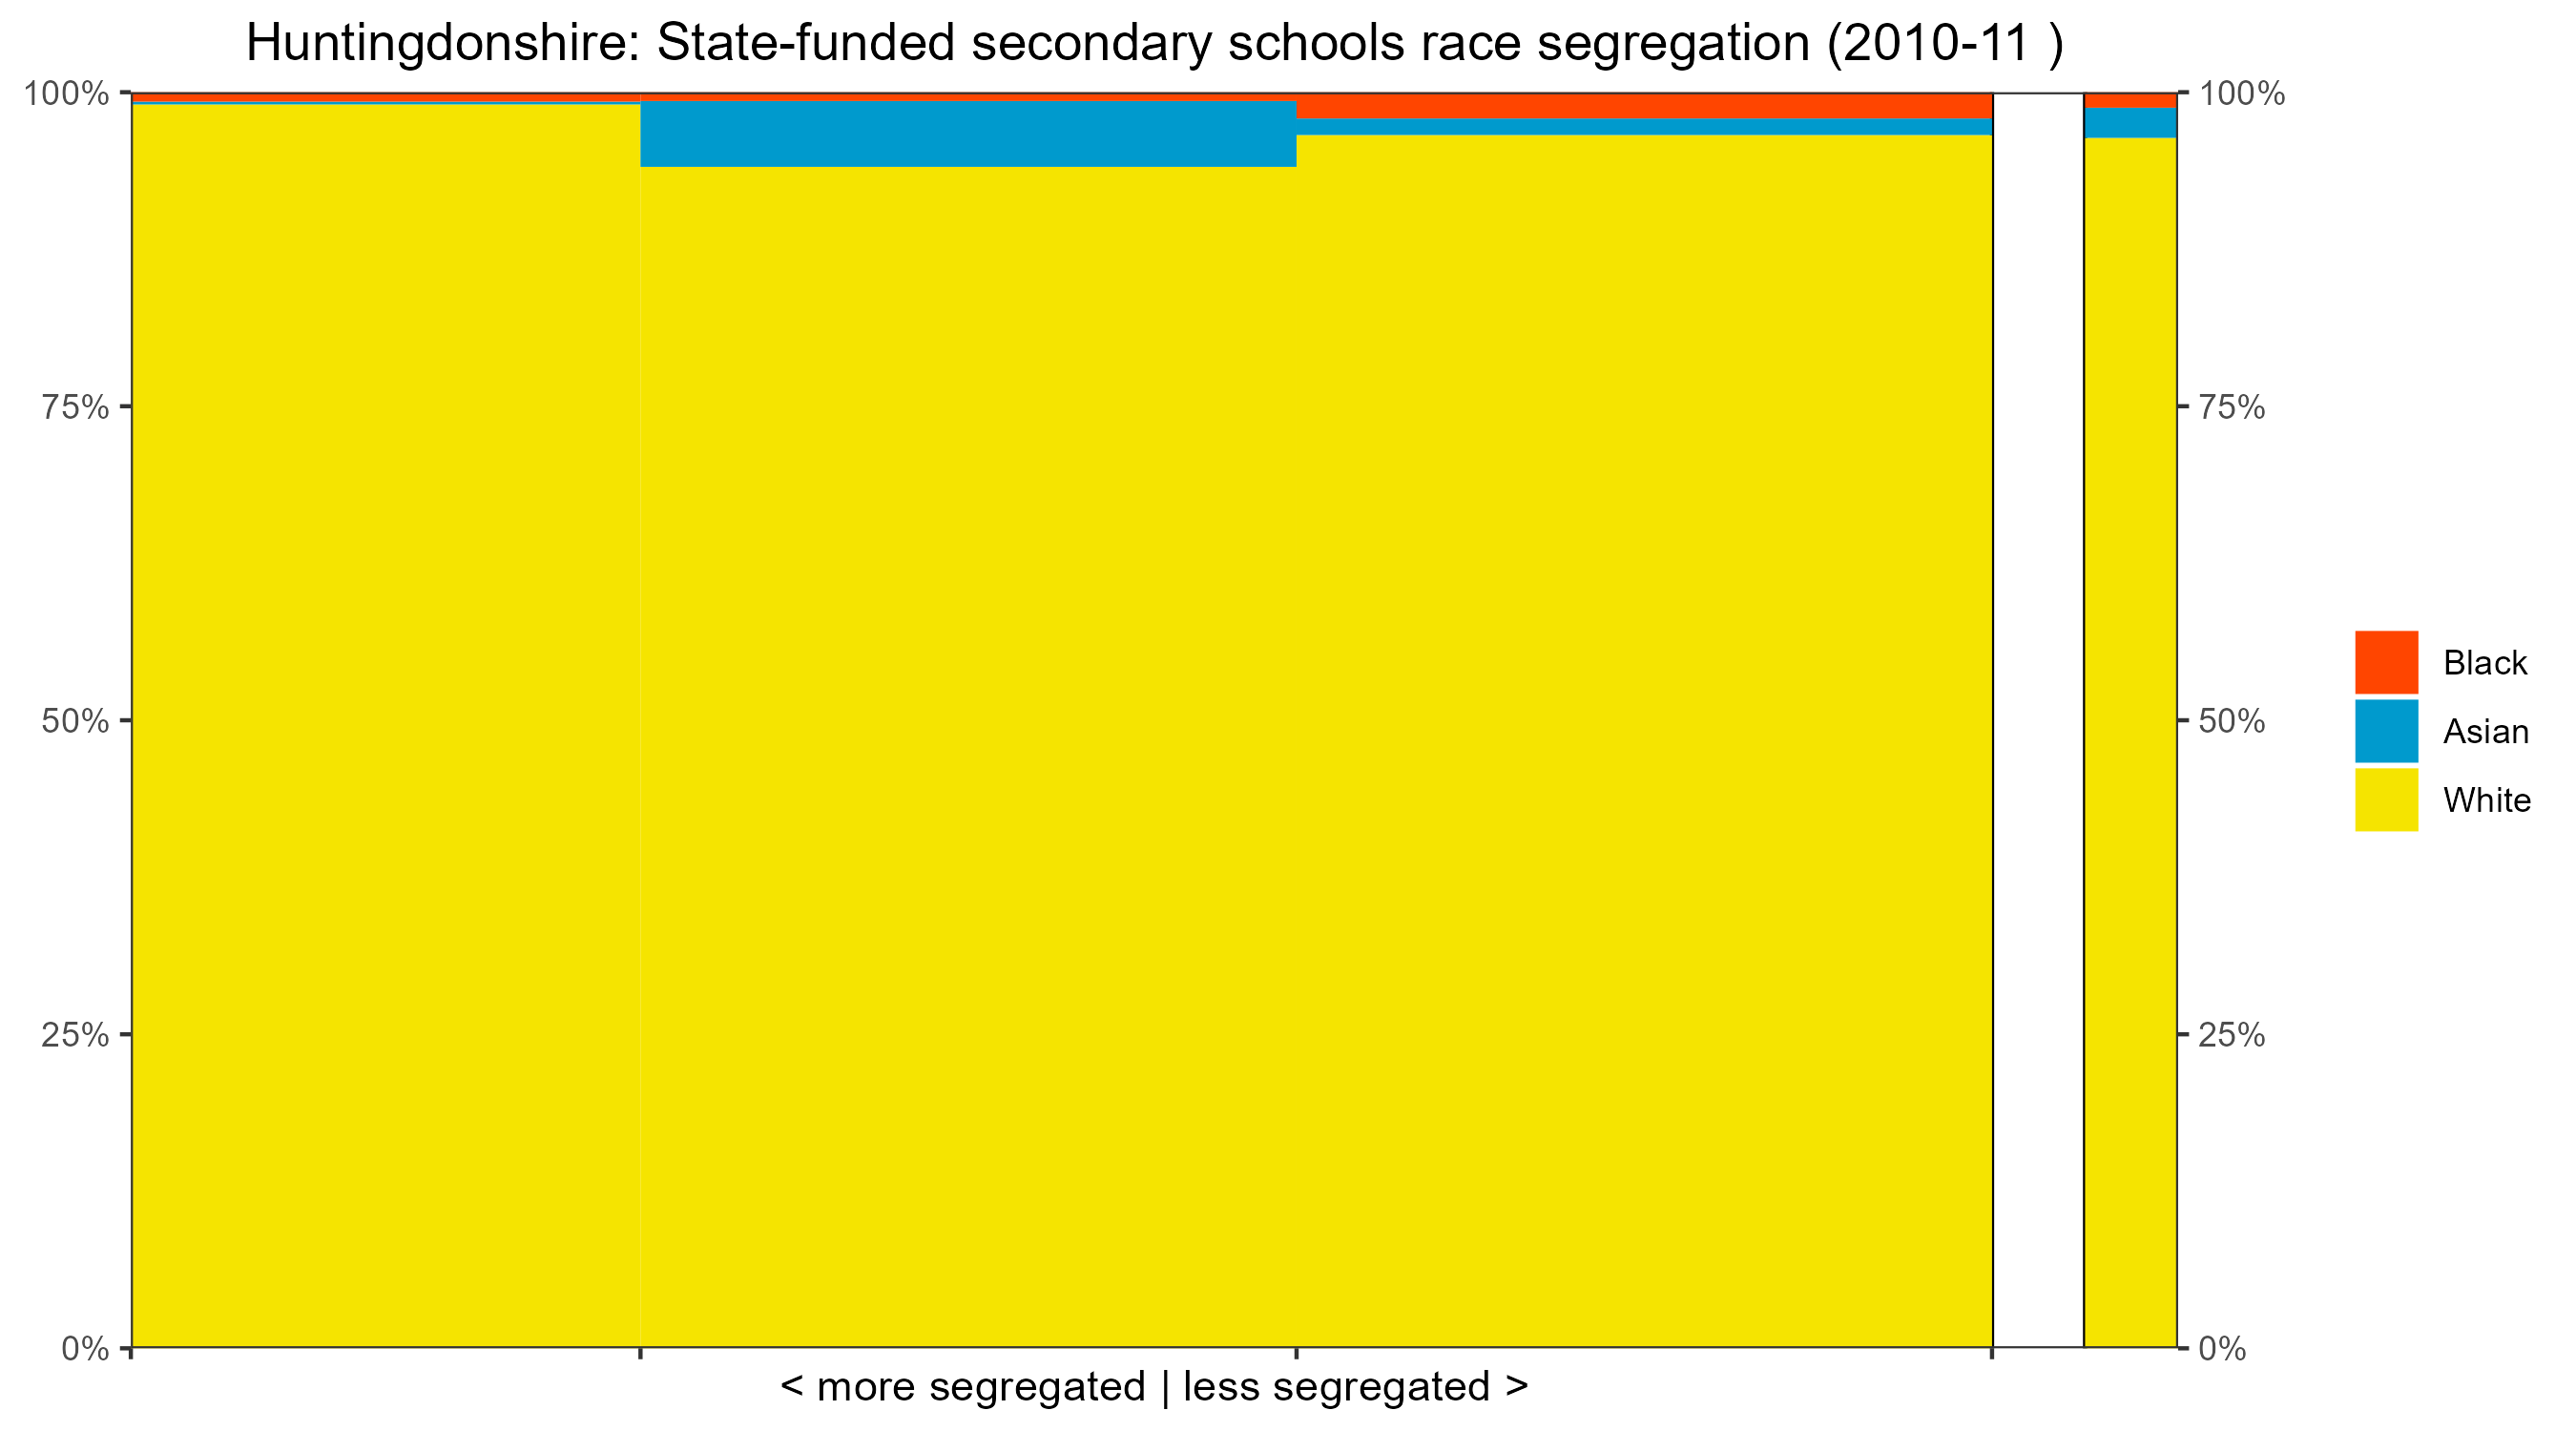 Huntingdonshire: State-funded secondary schools race segregation (2010-11 )
100%
75%
50%
25%
0%
100%
75%
50%
25%
0%
Black
Asian
White
< more segregated | less segregated >